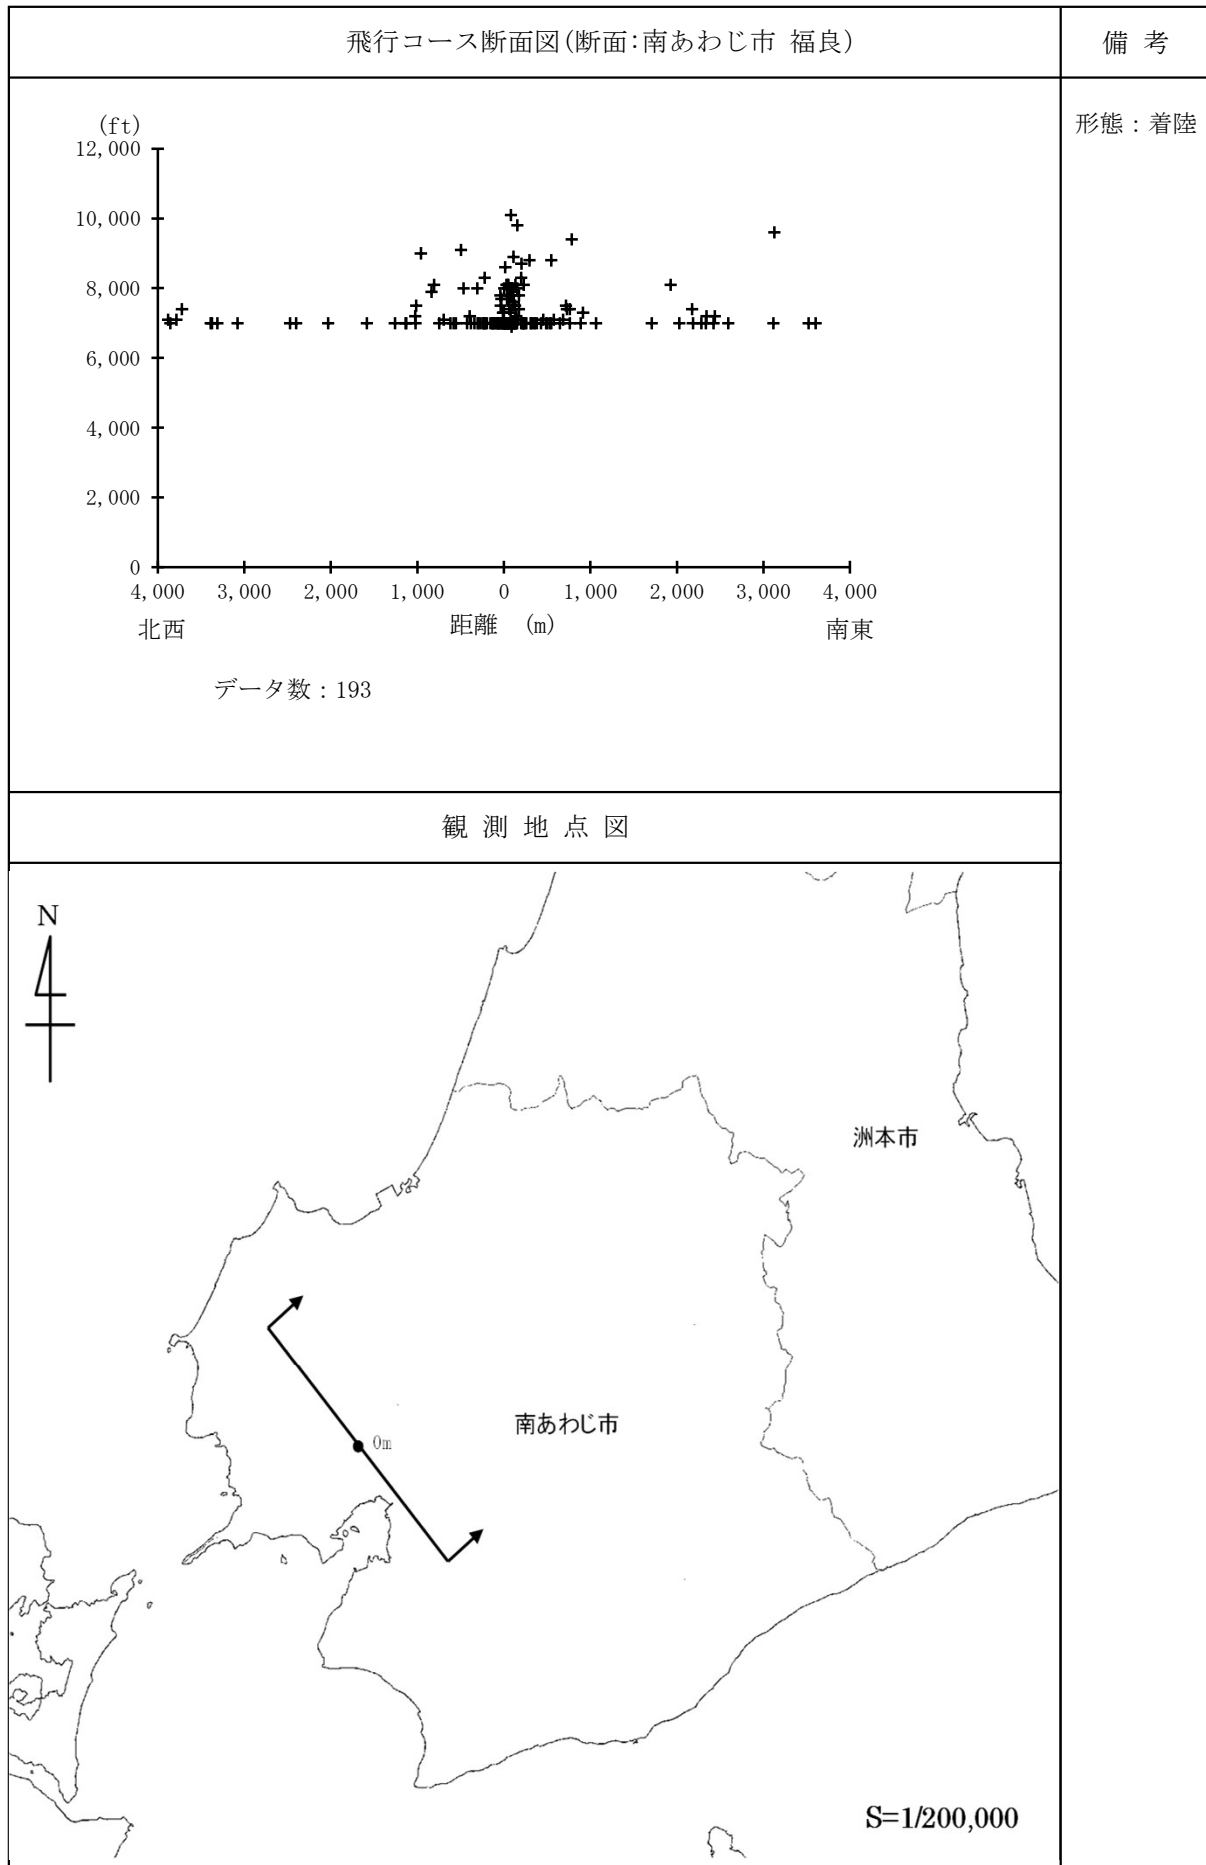 飛行コース断面図(断面:南あわじ市 福良)
備 考
形態：着陸
(ft)
12,000
10,000
8,000
6,000
4,000
2,000
0
4,000 3,000 2,000 1,000 0 1,000 2,000 3,000 4,000
北西 距離 (m) 南東
データ数：193
観 測 地 点 図
N
洲本市
南あわじ市
0m
S=1/200,000